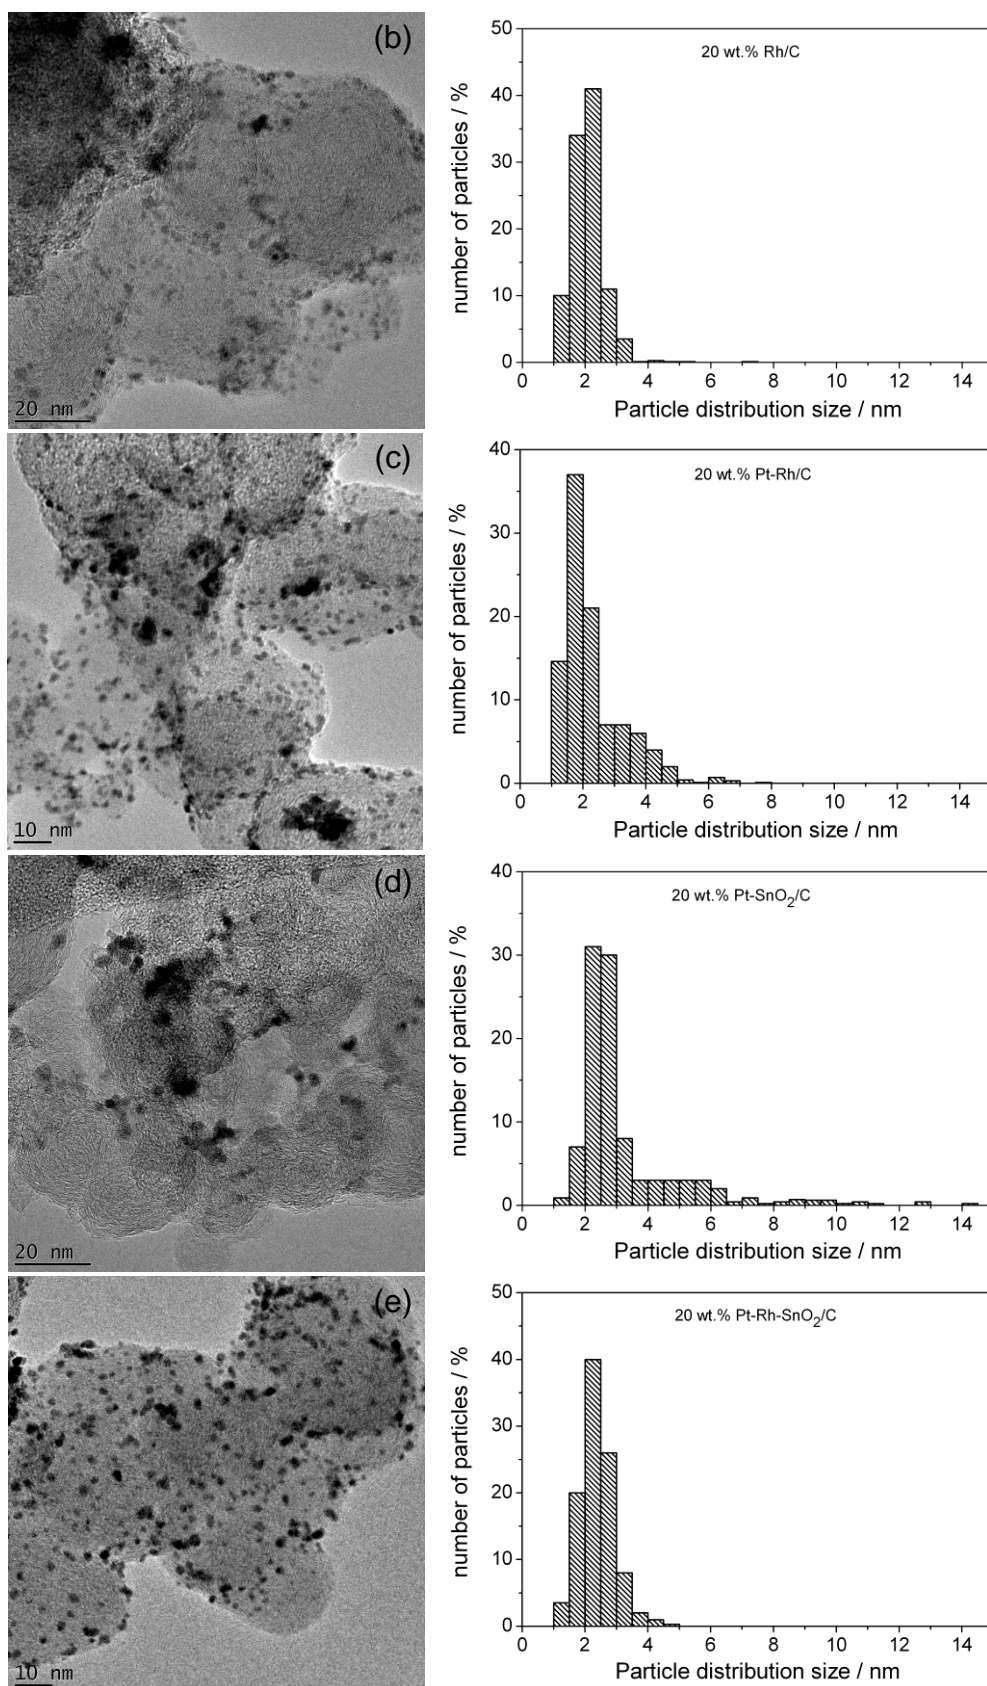 (b)
20 nm
50
40
30
20
10
0
number of particles / %
20 wt.% Rh/C
0 2 4 6 8 10 12 14
Particle distribution size / nm
(c)
10 nm
40
30
20
10
0
number of particles / %
20 wt.% Pt-Rh/C
0 2 4 6 8 10 12 14
Particle distribution size / nm
(d)
20 nm
40
30
20
10
0
number of particles / %
20 wt.% Pt-SnO2/C
0 2 4 6 8 10 12 14
Particle distribution size / nm
(e)
10 nm
50
40
30
20
10
0
number of particles / %
20 wt.% Pt-Rh-SnO2/C
0 2 4 6 8 10 12 14
Particle distribution size / nm